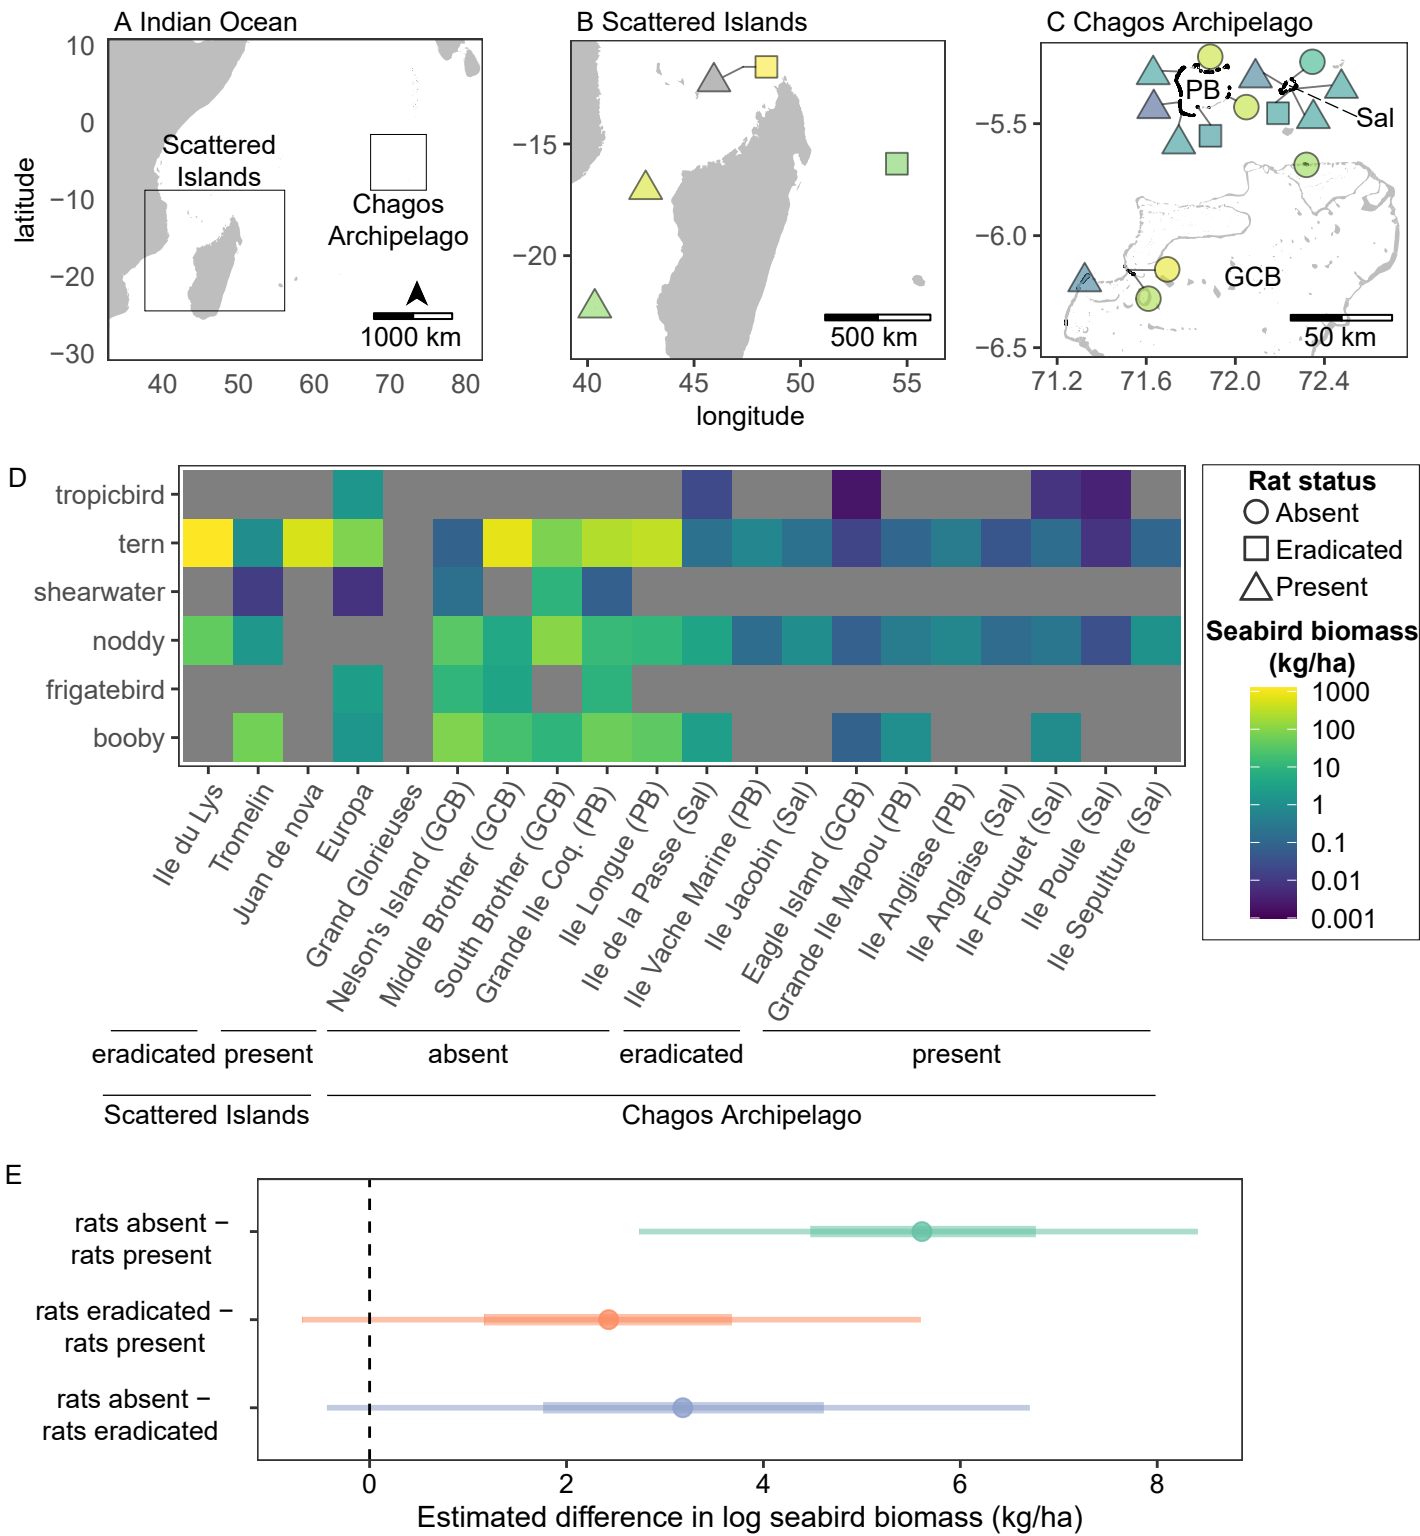 A Indian Ocean
B Scattered Islands
C Chagos Archipelago
10
0
−10
−20
−30
latitude
Scattered
Islands
Chagos
Archipelago
1000 km
40
50
60
70
80
−15
−20
500 km
40
45
50
55
longitude
PB
Sal
GCB
−5.5
−6.0
−6.5
50 km
71.2
71.6
72.0
72.4
D
tropicbird
tern
shearwater
noddy
frigatebird
booby
Ile du Lys
Tromelin
Juan de nova
Europa
Grand Glorieuses
Nelson's Island (GCB)
Middle Brother (GCB)
South Brother (GCB)
Grande Ile Coq. (PB)
Ile Longue (PB)
Ile de la Passe (Sal)
Ile Vache Marine (PB)
Ile Jacobin (Sal)
Eagle Island (GCB)
Grande Ile Mapou (PB)
Ile Angliase (PB)
Ile Anglaise (Sal)
Ile Fouquet (Sal)
Ile Poule (Sal)
Ile Sepulture (Sal)
eradicated
present
absent
eradicated
present
Scattered Islands
Chagos Archipelago
Rat status
Absent
Eradicated
Present
Seabird biomass
(kg/ha)
1000
100
10
1
0.1
0.01
0.001
E
rats absent −
rats present
rats eradicated −
rats present
rats absent −
rats eradicated
0
2
4
6
8
Estimated difference in log seabird biomass (kg/ha)